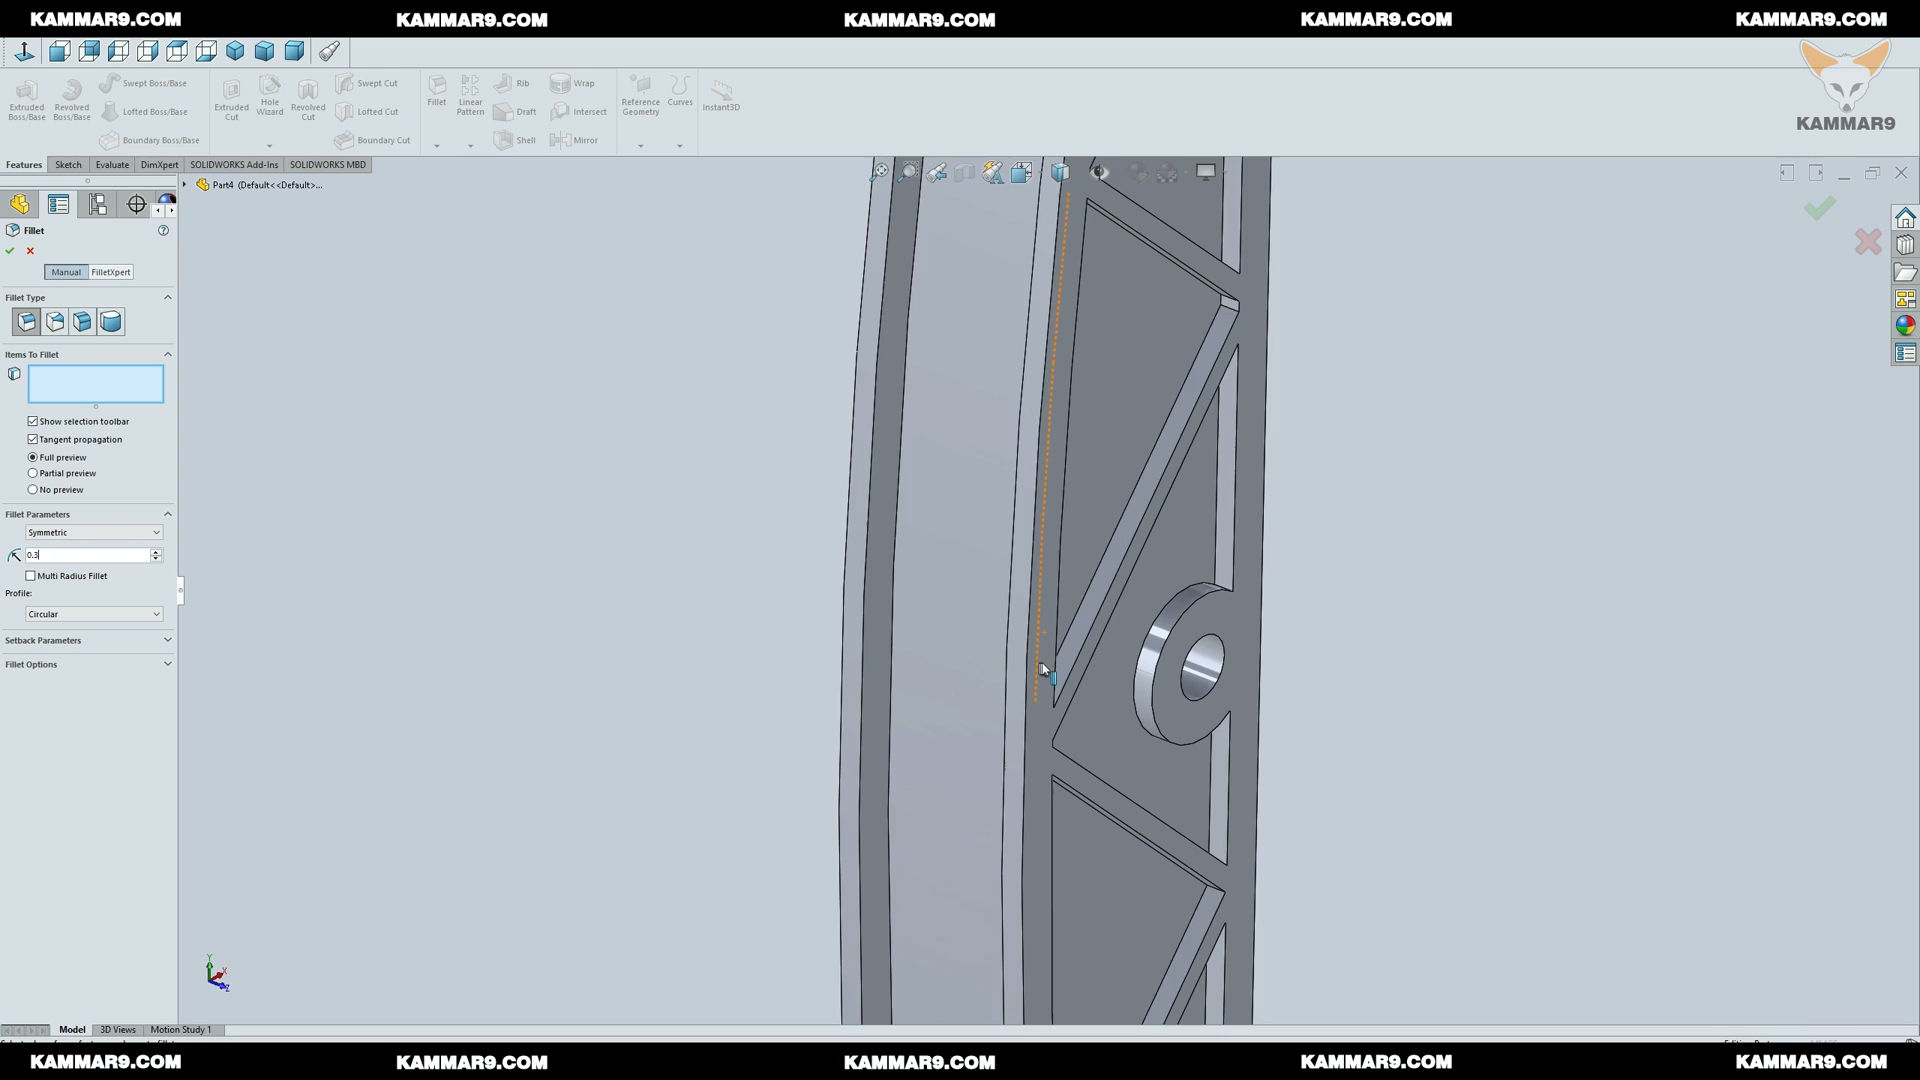 KAMMAR9.COM KAMMAR9.COM KAMMAR9.COM KAMMAR9.COM KAMMAR9.COM
KAMMAR9
Extruded Boss/Base
Revolved Boss/Base
Swept Boss/Base
Lofted Boss/Base
Boundary Boss/Base
Extruded Cut
Hole Wizard
Revolved Cut
Swept Cut
Lofted Cut
Boundary Cut
Fillet
Linear Pattern
Rib
Draft
Shell
Wrap
Intersect
Mirror
Reference Geometry
Curves
Instant3D
Features Sketch Evaluate DimXpert SOLIDWORKS Add-Ins SOLIDWORKS MBD
Part4 (Default<<Default>...
Fillet
Manual FilletXpert
Fillet Type
Items To Fillet
Show selection toolbar
Tangent propagation
Full preview
Partial preview
No preview
Fillet Parameters
Symmetric
0.3
Multi Radius Fillet
Profile:
Circular
Setback Parameters
Fillet Options
Y
X
Z
Model 3D Views Motion Study 1
KAMMAR9.COM KAMMAR9.COM KAMMAR9.COM KAMMAR9.COM KAMMAR9.COM